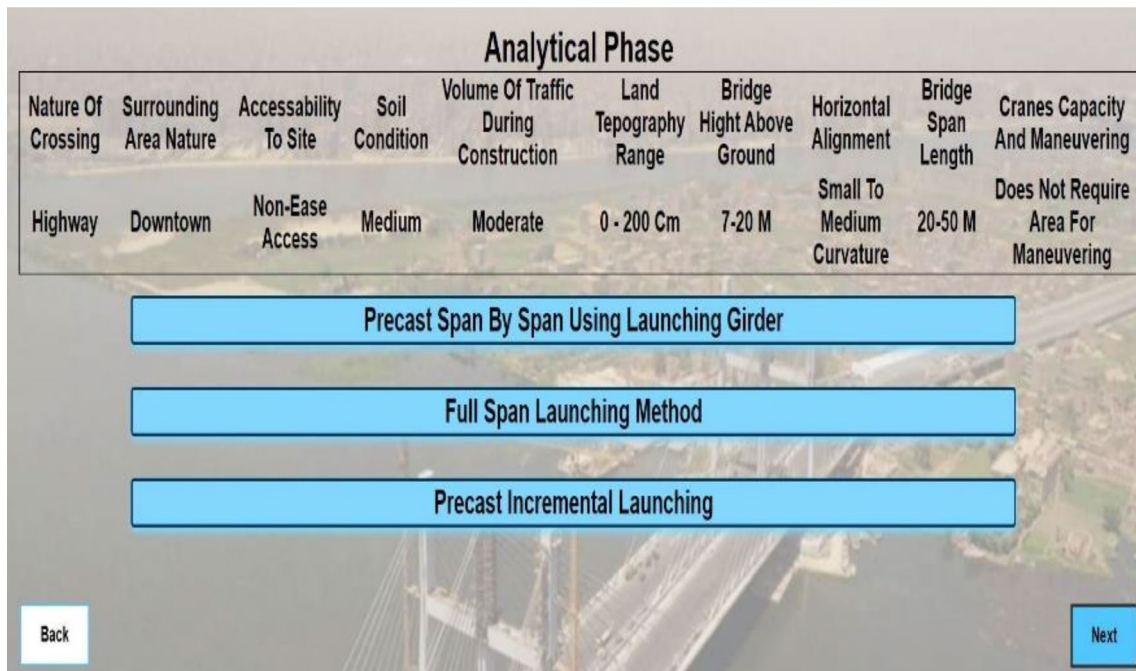 Analytical Phase
Nature Of Crossing
Surrounding Area Nature
Accessability To Site
Soil Condition
Volume Of Traffic During Construction
Land Tepography Range
Bridge Hight Above Ground
Horizontal Alignment
Bridge Span Length
Cranes Capacity And Maneuvering
Highway
Downtown
Non-Ease Access
Medium
Moderate
0 - 200 Cm
7-20 M
Small To Medium Curvature
20-50 M
Does Not Require Area For Maneuvering
Precast Span By Span Using Launching Girder
Full Span Launching Method
Precast Incremental Launching
Back
Next